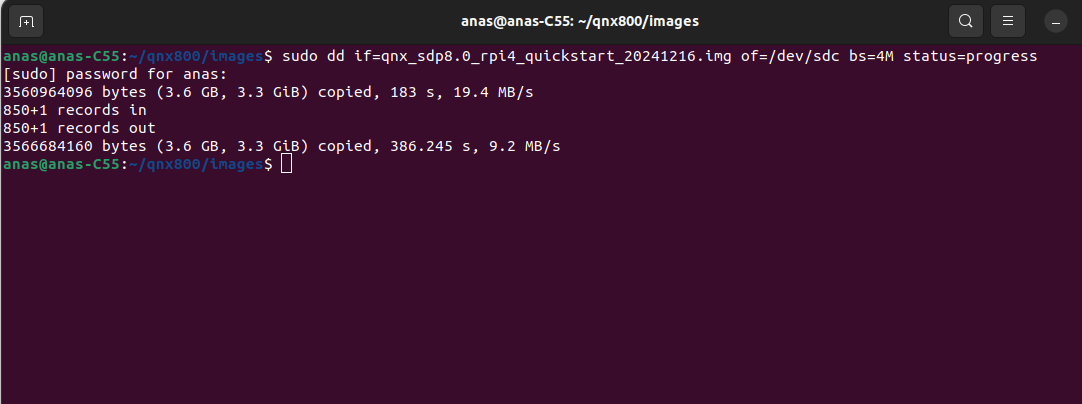 anas@anas-C55: ~/qnx800/images
anas@anas-C55:~/qnx800/images$ sudo dd if=qnx_sdp8.0_rpi4_quickstart_20241216.img of=/dev/sdc bs=4M status=progress
[sudo] password for anas:
3560964096 bytes (3.6 GB, 3.3 GiB) copied, 183 s, 19.4 MB/s
850+1 records in
850+1 records out
3566684160 bytes (3.6 GB, 3.3 GiB) copied, 386.245 s, 9.2 MB/s
anas@anas-C55:~/qnx800/images$